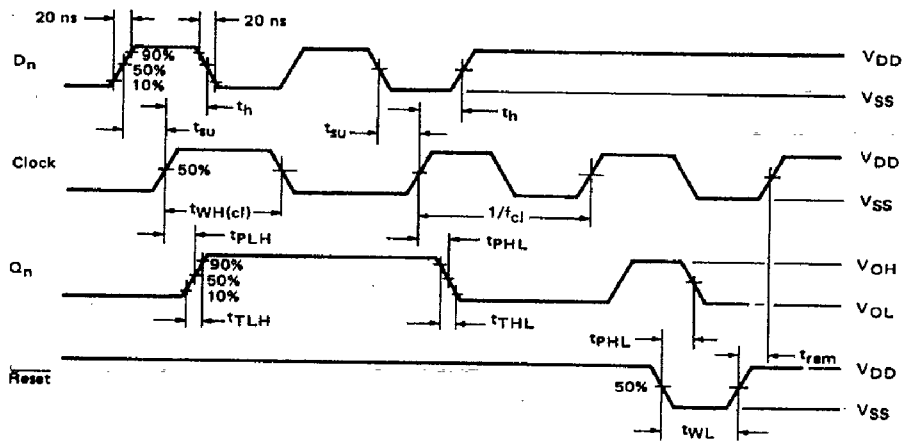 20 ns 20 ns
Dn 90% VDD
50%
10%
th th VSS
tsu tsu
Clock 50% VDD
tWH(cl) 1/fcl VSS
tPLH tPHL
Qn 90% VOH
50%
10% VOL
tTLH tTHL tPHL trem
Reset VDD
50%
VSS
tWL